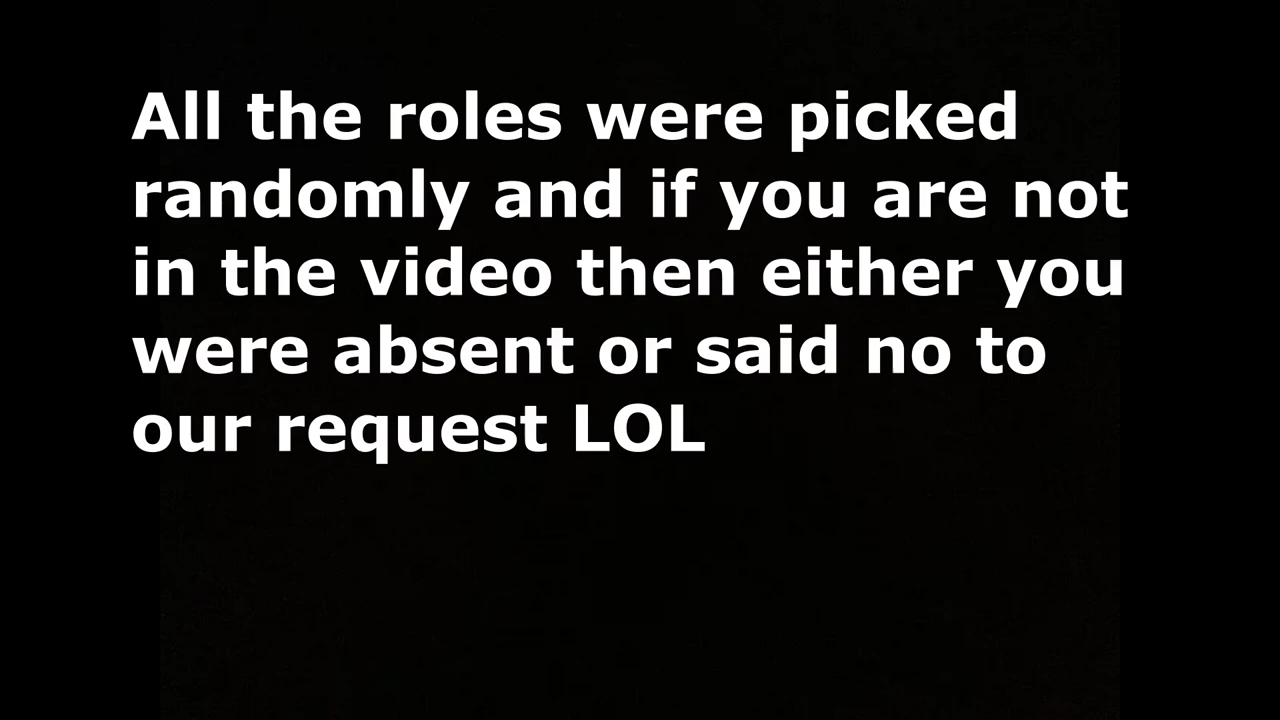 All the roles were picked
randomly and if you are not
in the video then either you
were absent or said no to
our request LOL